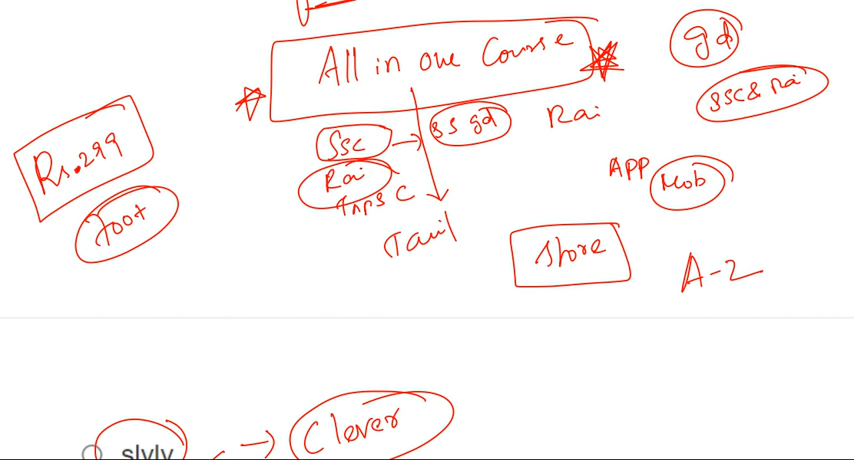 gd
All in one Course
SSC & Rai
Rs.299
SSC → SS gd
Rai
APP Mob
Rai
TNPSC
Tamil
Store
A-2
slyly → Clever